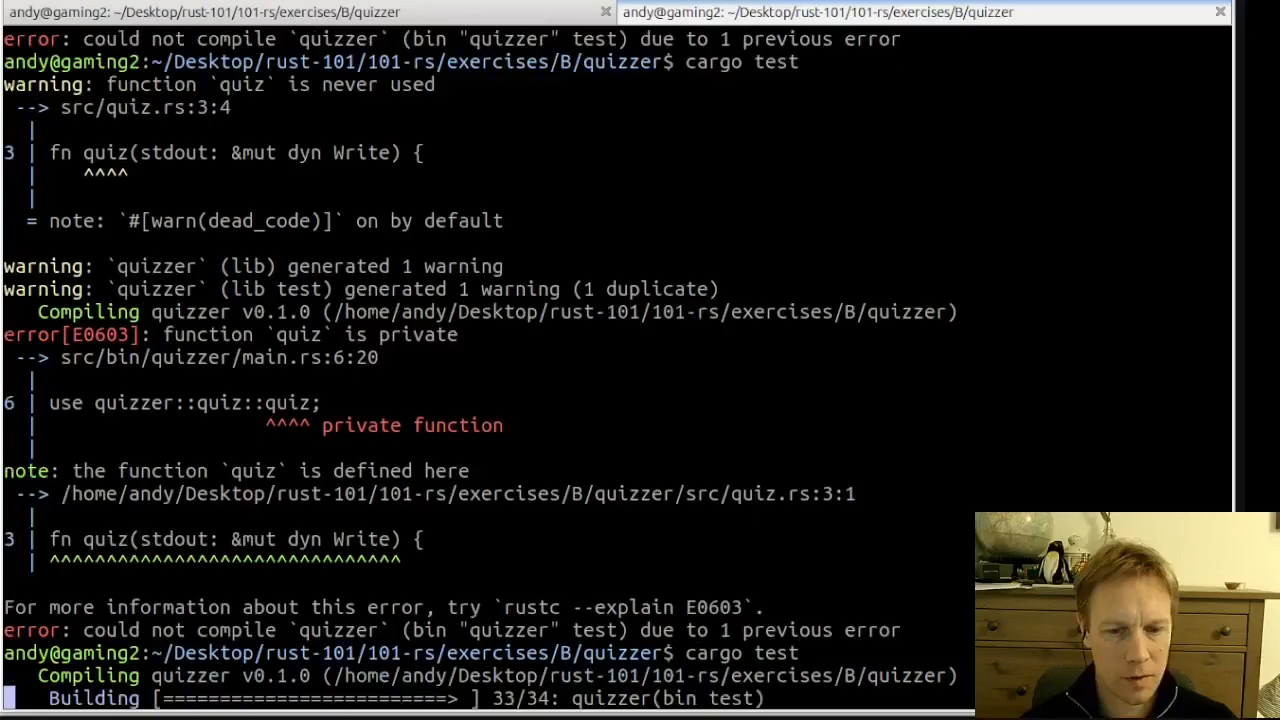 andy@gaming2: ~/Desktop/rust-101/101-rs/exercises/B/quizzer
andy@gaming2: ~/Desktop/rust-101/101-rs/exercises/B/quizzer
error: could not compile `quizzer` (bin "quizzer" test) due to 1 previous error
andy@gaming2:~/Desktop/rust-101/101-rs/exercises/B/quizzer$ cargo test
warning: function `quiz` is never used
 --> src/quiz.rs:3:4
  |
3 | fn quiz(stdout: &mut dyn Write) {
  |    ^^^^
  |
  = note: `#[warn(dead_code)]` on by default
warning: `quizzer` (lib) generated 1 warning
warning: `quizzer` (lib test) generated 1 warning (1 duplicate)
   Compiling quizzer v0.1.0 (/home/andy/Desktop/rust-101/101-rs/exercises/B/quizzer)
error[E0603]: function `quiz` is private
 --> src/bin/quizzer/main.rs:6:20
  |
6 | use quizzer::quiz::quiz;
  |                    ^^^^ private function
  |
note: the function `quiz` is defined here
 --> /home/andy/Desktop/rust-101/101-rs/exercises/B/quizzer/src/quiz.rs:3:1
  |
3 | fn quiz(stdout: &mut dyn Write) {
  | ^^^^^^^^^^^^^^^^^^^^^^^^^^^^^^^
For more information about this error, try `rustc --explain E0603`.
error: could not compile `quizzer` (bin "quizzer" test) due to 1 previous error
andy@gaming2:~/Desktop/rust-101/101-rs/exercises/B/quizzer$ cargo test
   Compiling quizzer v0.1.0 (/home/andy/Desktop/rust-101/101-rs/exercises/B/quizzer)
    Building [=========================> ] 33/34: quizzer(bin test)